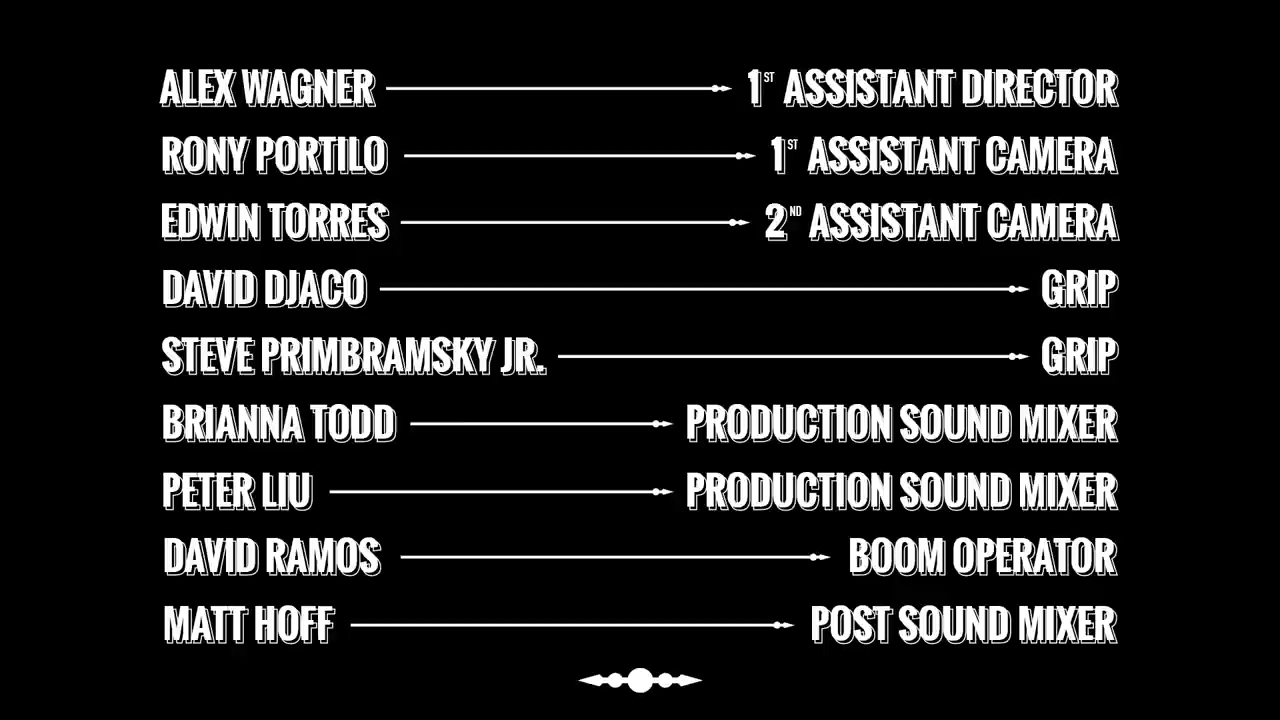 ALEX WAGNER 1ST ASSISTANT DIRECTOR
RONY PORTILO 1ST ASSISTANT CAMERA
EDWIN TORRES 2ND ASSISTANT CAMERA
DAVID DJACO GRIP
STEVE PRIMBRAMSKY JR. GRIP
BRIANNA TODD PRODUCTION SOUND MIXER
PETER LIU PRODUCTION SOUND MIXER
DAVID RAMOS BOOM OPERATOR
MATT HOFF POST SOUND MIXER